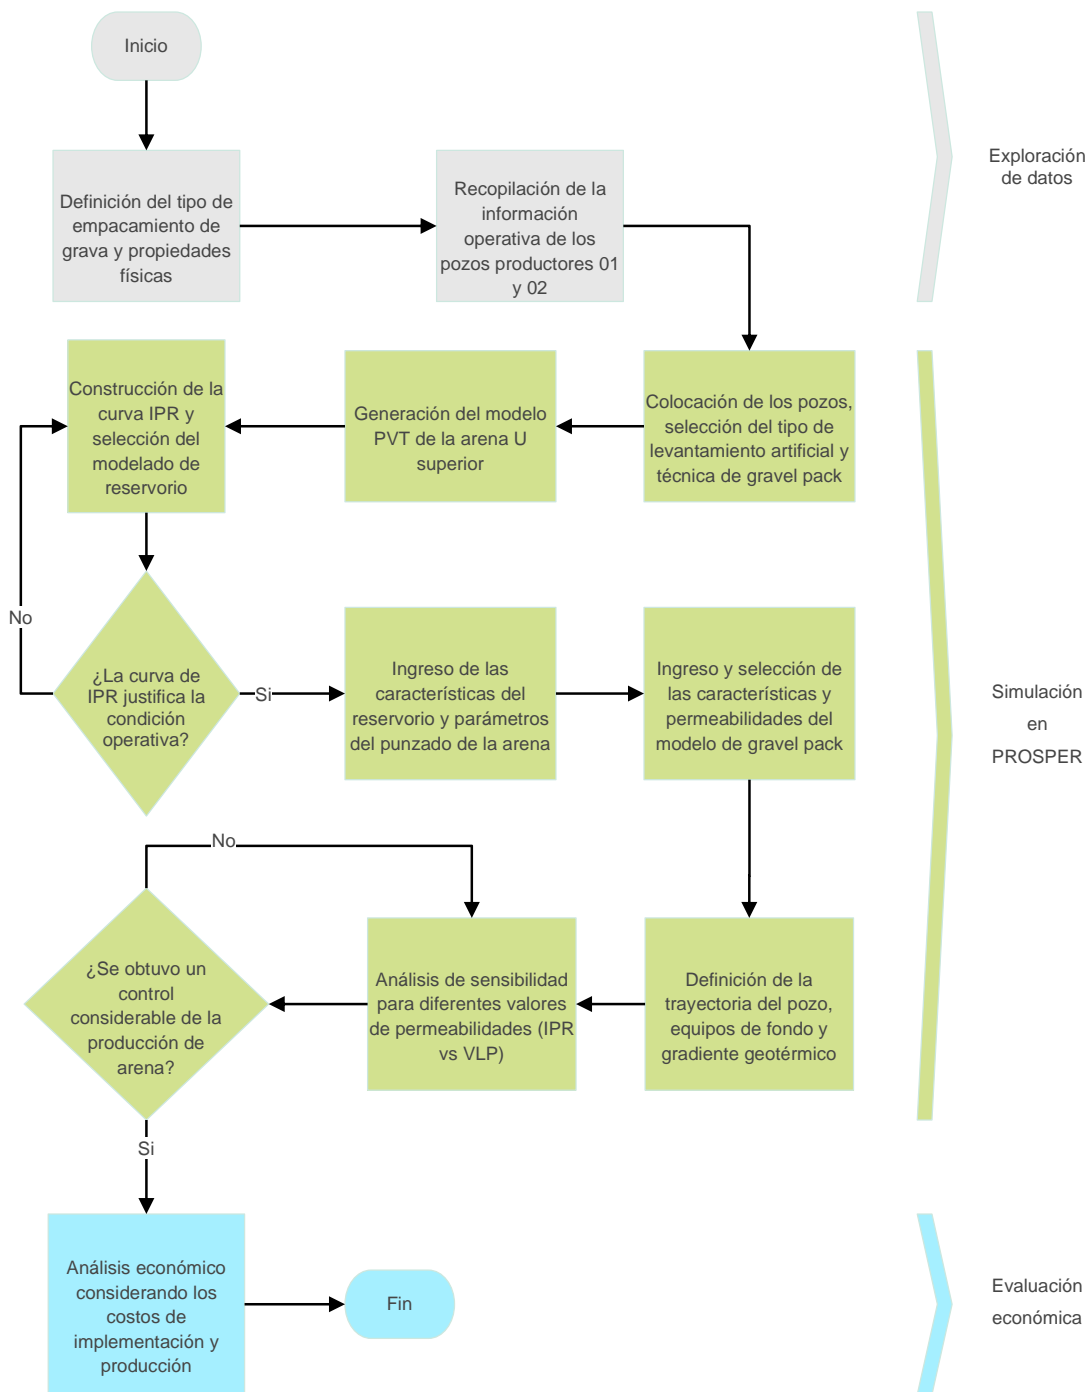 Inicio
Definición del tipo de
empacamiento de
grava y propiedades
físicas
Recopilación de la
información
operativa de los
pozos productores 01
y 02
Exploración
de datos
Construcción de la
curva IPR y
selección del
modelado de
reservorio
Generación del modelo
PVT de la arena U
superior
Colocación de los pozos,
selección del tipo de
levantamiento artificial y
técnica de gravel pack
No
¿La curva de
IPR justifica la
condición
operativa?
Si
Ingreso de las
características del
reservorio y parámetros
del punzado de la arena
Ingreso y selección de
las características y
permeabilidades del
modelo de gravel pack
Simulación
en
PROSPER
No
¿Se obtuvo un
control
considerable de la
producción de
arena?
Análisis de sensibilidad
para diferentes valores
de permeabilidades (IPR
vs VLP)
Definición de la
trayectoria del pozo,
equipos de fondo y
gradiente geotérmico
Si
Análisis económico
considerando los
costos de
implementación y
producción
Fin
Evaluación
económica